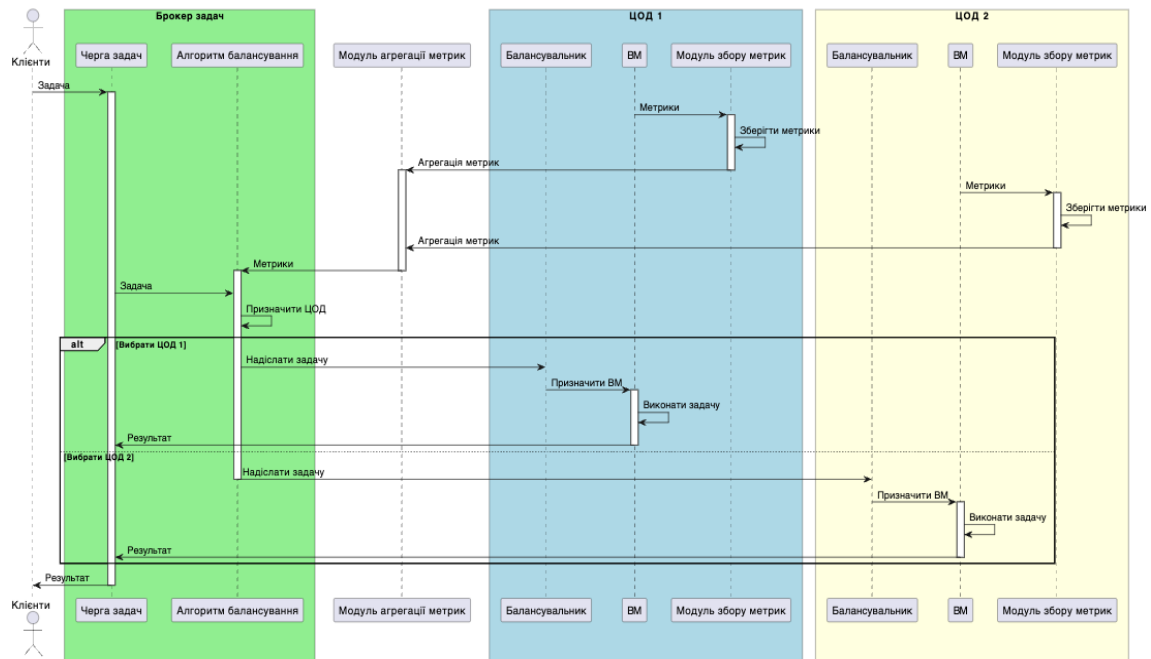 Брокер задач
ЦОД 1
ЦОД 2
Клієнти
Черга задач
Алгоритм балансування
Модуль агрегації метрик
Балансувальник
ВМ
Модуль збору метрик
Балансувальник
ВМ
Модуль збору метрик
Задача
Метрики
Зберігти метрики
Агрегація метрик
Метрики
Зберігти метрики
Агрегація метрик
Метрики
Задача
Призначити ЦОД
alt
[Вибрати ЦОД 1]
Надіслати задачу
Призначити ВМ
Виконати задачу
Результат
[Вибрати ЦОД 2]
Надіслати задачу
Призначити ВМ
Виконати задачу
Результат
Результат
Клієнти
Черга задач
Алгоритм балансування
Модуль агрегації метрик
Балансувальник
ВМ
Модуль збору метрик
Балансувальник
ВМ
Модуль збору метрик